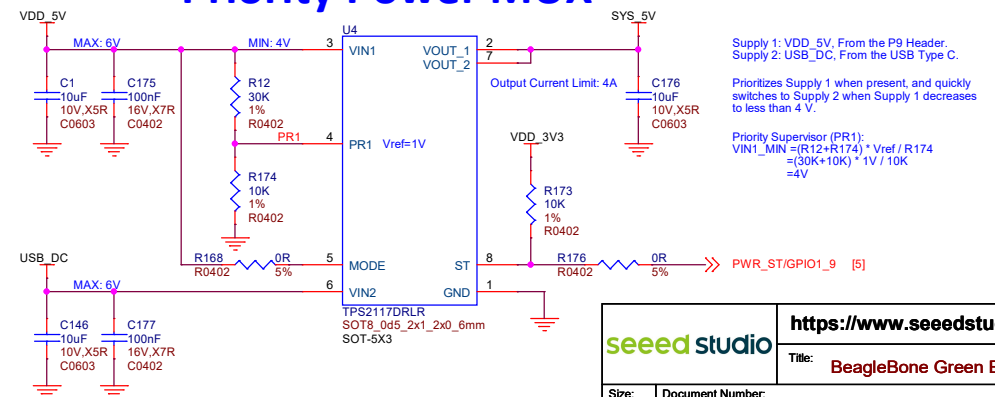 Priority Power MUX
VDD_5V
SYS_5V
MAX: 6V
MIN: 4V
3
U4
VIN1
VOUT_1
VOUT_2
2
7
Output Current Limit: 4A
C1
10uF
10V,X5R
C0603
C175
100nF
16V,X7R
C0402
R12
30K
1%
R0402
C176
10uF
10V,X5R
C0603
Supply 1: VDD_5V, From the P9 Header.
Supply 2: USB_DC, From the USB Type C.
Prioritizes Supply 1 when present, and quickly
switches to Supply 2 when Supply 1 decreases
to less than 4 V.
Priority Supervisor (PR1):
VIN1_MIN =(R12+R174) * Vref / R174
=(30K+10K) * 1V / 10K
=4V
PR1
4
PR1
Vref=1V
VDD_3V3
R174
10K
1%
R0402
R173
10K
1%
R0402
USB_DC
R168
R0402
0R
5%
5
MODE
ST
8
R176
R0402
0R
5%
PWR_ST/GPIO1_9
[5]
MAX: 6V
6
VIN2
GND
1
TPS2117DRLR
SOT8_0d5_2x1_2x0_6mm
SOT-5X3
C146
10uF
10V,X5R
C0603
C177
100nF
16V,X7R
C0402
seeed studio
https://www.seeedstu
Title:
BeagleBone Green E
Size:
Document Number: